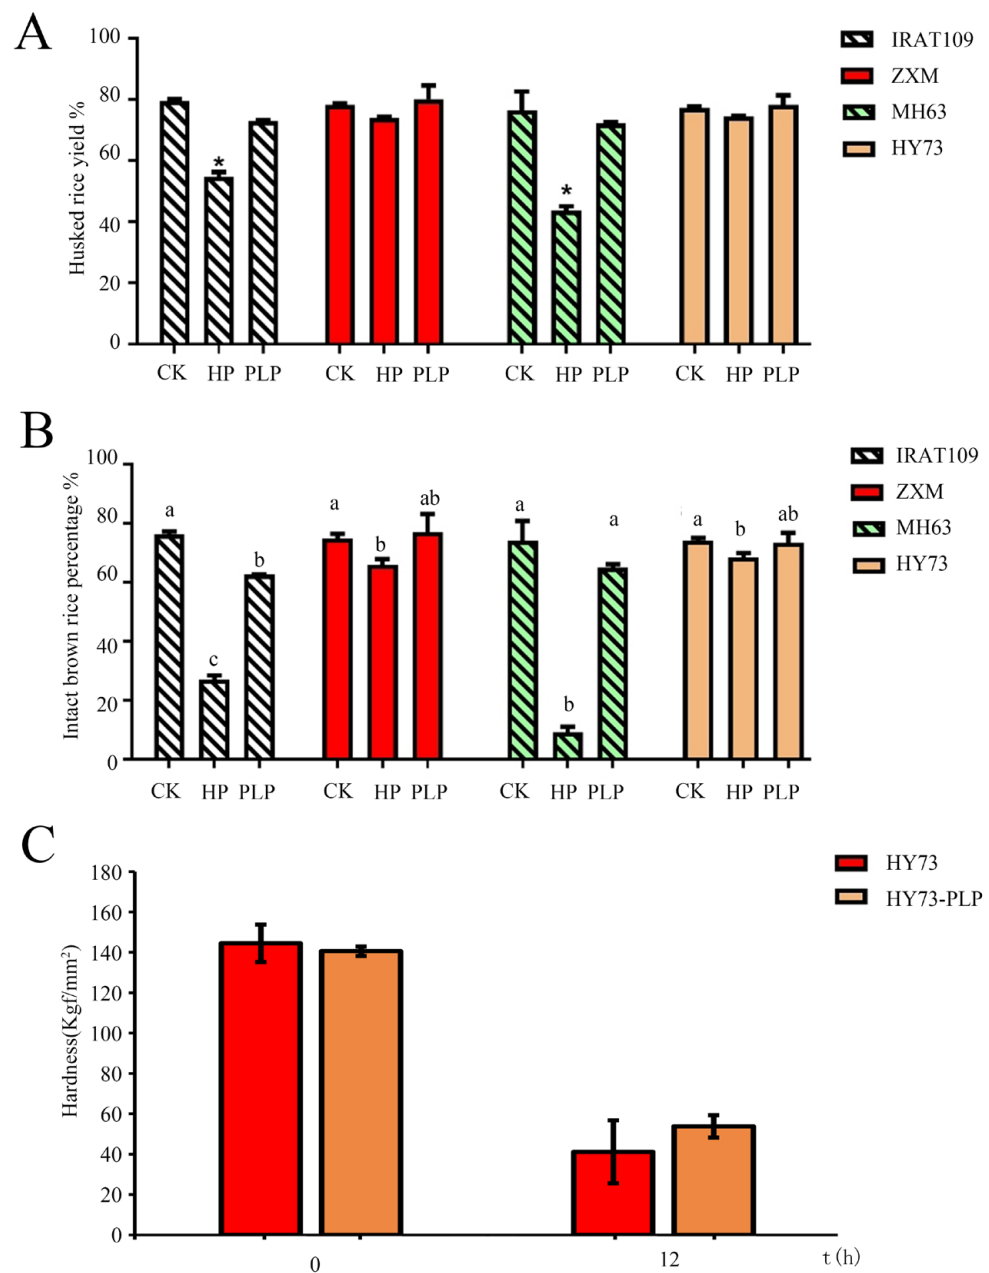 A
100
80
60
40
20
0
Husked rice yield %
* *
CK HP PLP CK HP PLP CK HP PLP CK HP PLP
IRAT109
ZXM
MH63
HY73
B
100
80
60
40
20
0
Intact brown rice percentage %
a c b a b ab a b a a b ab
CK HP PLP CK HP PLP CK HP PLP CK HP PLP
IRAT109
ZXM
MH63
HY73
C
180
160
140
120
100
80
60
40
20
0
Hardness(Kgf/mm²)
0 12 t (h)
HY73
HY73-PLP